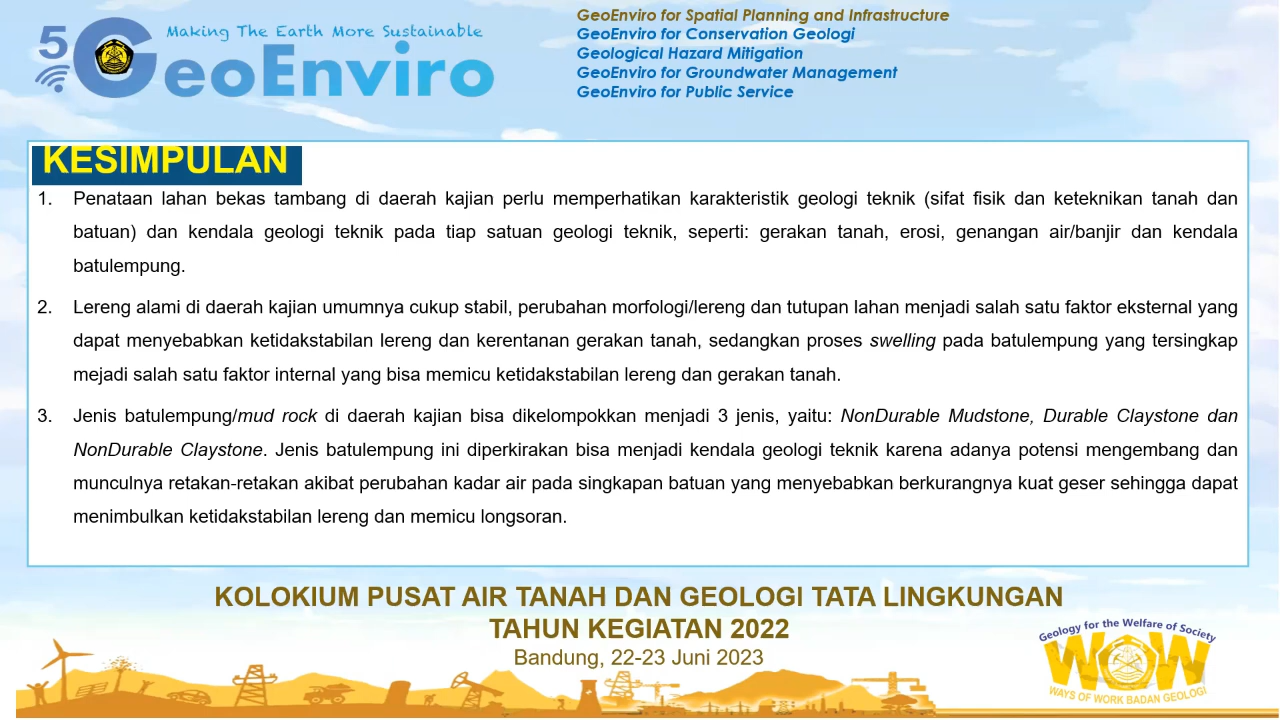 5
GeoEnviro
Making The Earth More Sustainable
GeoEnviro for Spatial Planning and Infrastructure
GeoEnviro for Conservation Geologi
Geological Hazard Mitigation
GeoEnviro for Groundwater Management
GeoEnviro for Public Service
KESIMPULAN
1. Penataan lahan bekas tambang di daerah kajian perlu memperhatikan karakteristik geologi teknik (sifat fisik dan keteknikan tanah dan
batuan) dan kendala geologi teknik pada tiap satuan geologi teknik, seperti: gerakan tanah, erosi, genangan air/banjir dan kendala
batulempung.
2. Lereng alami di daerah kajian umumnya cukup stabil, perubahan morfologi/lereng dan tutupan lahan menjadi salah satu faktor eksternal yang
dapat menyebabkan ketidakstabilan lereng dan kerentanan gerakan tanah, sedangkan proses swelling pada batulempung yang tersingkap
mejadi salah satu faktor internal yang bisa memicu ketidakstabilan lereng dan gerakan tanah.
3. Jenis batulempung/mud rock di daerah kajian bisa dikelompokkan menjadi 3 jenis, yaitu: NonDurable Mudstone, Durable Claystone dan
NonDurable Claystone. Jenis batulempung ini diperkirakan bisa menjadi kendala geologi teknik karena adanya potensi mengembang dan
munculnya retakan-retakan akibat perubahan kadar air pada singkapan batuan yang menyebabkan berkurangnya kuat geser sehingga dapat
menimbulkan ketidakstabilan lereng dan memicu longsoran.
KOLOKIUM PUSAT AIR TANAH DAN GEOLOGI TATA LINGKUNGAN
TAHUN KEGIATAN 2022
Bandung, 22-23 Juni 2023
Geology for the Welfare of Society
WOW
WAYS OF WORK BADAN GEOLOGI